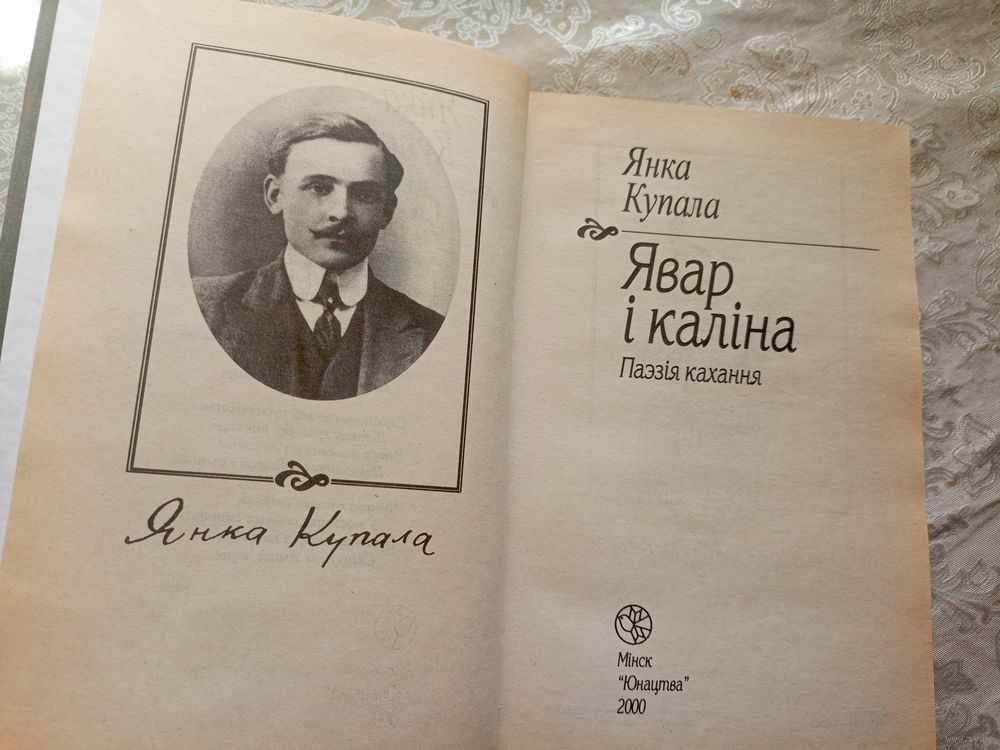 Янка Купала
Янка
Купала
Явар
і каліна
Паэзія кахання
Мінск
"Юнацтва"
2000